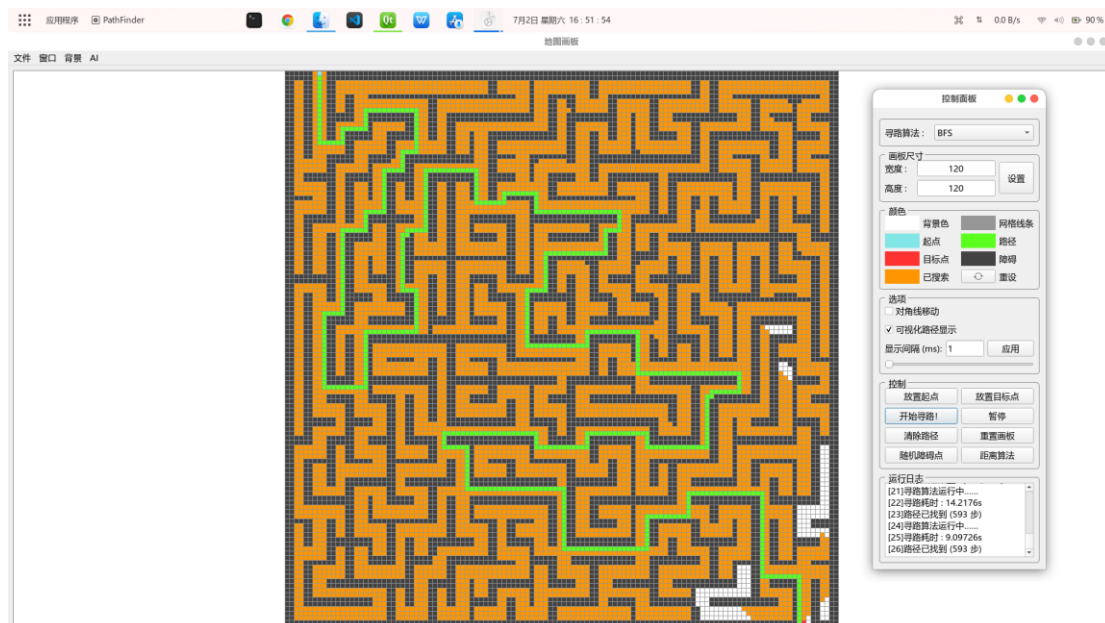 应用程序 PathFinder 7月2日 星期六 16 : 51 : 54 0.0 B/s 90 %
地图画板
文件 窗口 背景 AI
控制面板
寻路算法： BFS
画板尺寸
宽度： 120
设置
高度： 120
颜色
背景色 网格线条
起点 路径
目标点 障碍
已搜索 重设
选项
对角线移动
可视化路径显示
显示间隔 (ms): 1 应用
控制
放置起点 放置目标点
开始寻路! 暂停
清除路径 重置画板
随机障碍点 距离算法
运行日志
[21]寻路算法运行中......
[22]寻路耗时 : 14.2176s
[23]路径已找到 (593 步)
[24]寻路算法运行中......
[25]寻路耗时 : 9.09726s
[26]路径已找到 (593 步)